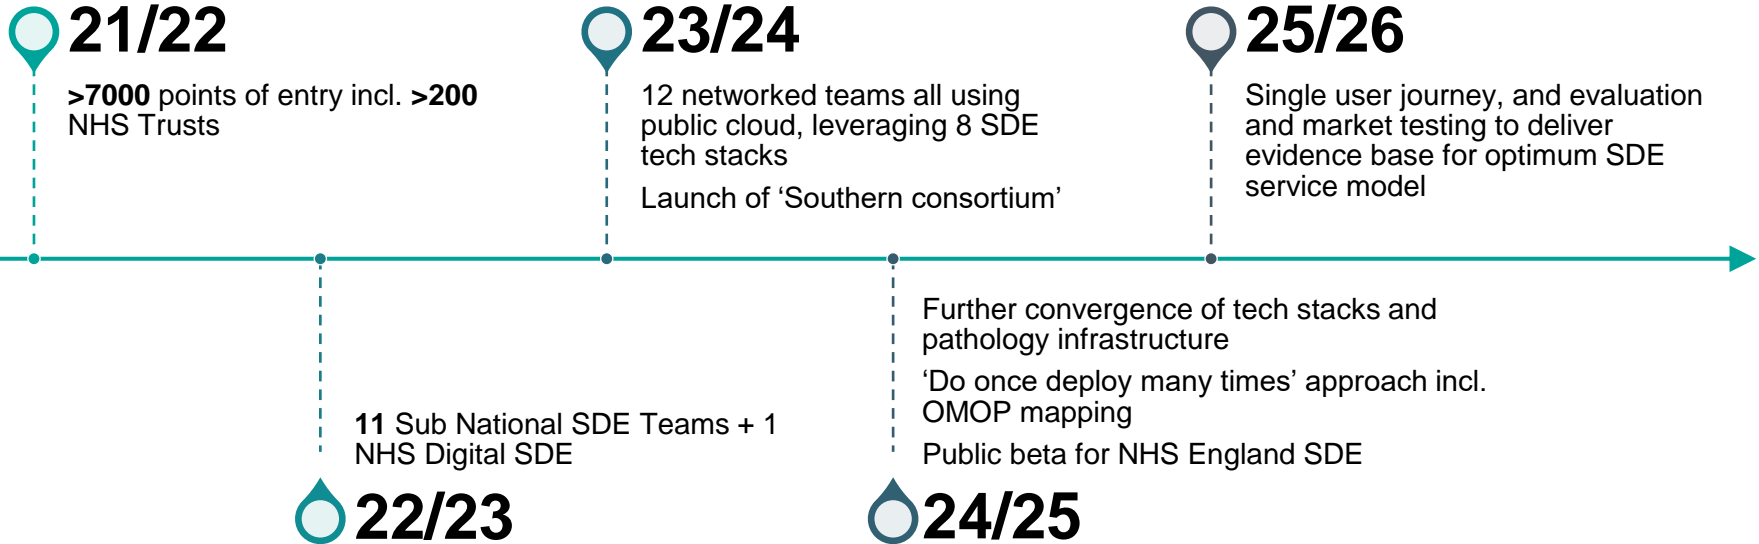 21/22
>7000 points of entry incl. >200
NHS Trusts
22/23
11 Sub National SDE Teams + 1
NHS Digital SDE
23/24
12 networked teams all using
public cloud, leveraging 8 SDE
tech stacks
Launch of ‘Southern consortium’
24/25
Further convergence of tech stacks and
pathology infrastructure
‘Do once deploy many times’ approach incl.
OMOP mapping
Public beta for NHS England SDE
25/26
Single user journey, and evaluation
and market testing to deliver
evidence base for optimum SDE
service model